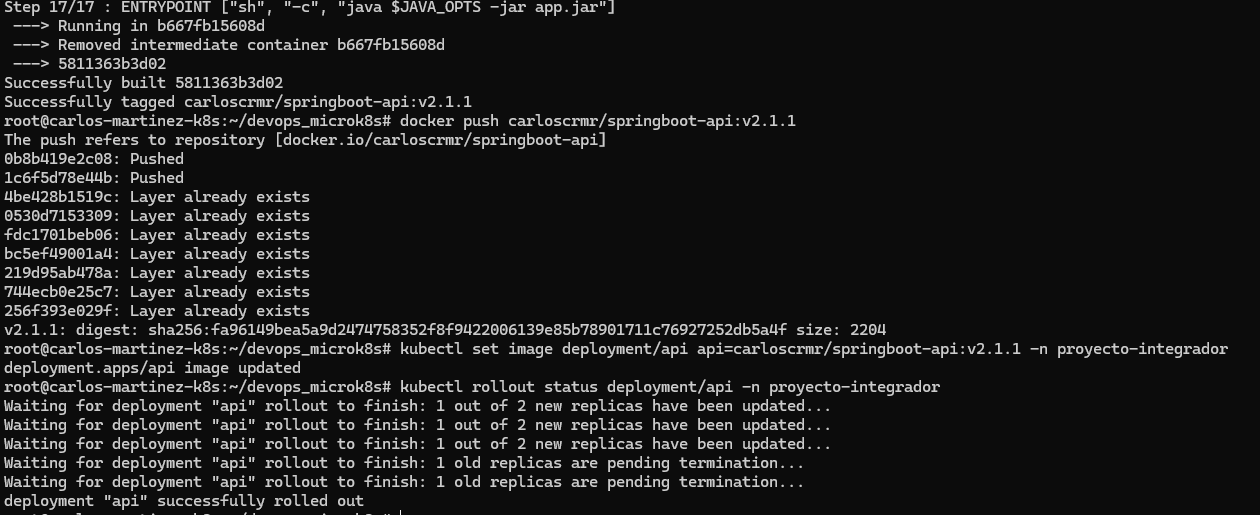 Step 17/17 : ENTRYPOINT ["sh", "-c", "java $JAVA_OPTS -jar app.jar"]
 ---> Running in b667fb15608d
 ---> Removed intermediate container b667fb15608d
 ---> 5811363b3d02
Successfully built 5811363b3d02
Successfully tagged carloscrmr/springboot-api:v2.1.1
root@carlos-martinez-k8s:~/devops_microk8s# docker push carloscrmr/springboot-api:v2.1.1
The push refers to repository [docker.io/carloscrmr/springboot-api]
0b8b419e2c08: Pushed
1c6f5d78e44b: Pushed
4be428b1519c: Layer already exists
0530d7153309: Layer already exists
fdc1701beb06: Layer already exists
bc5ef49001a4: Layer already exists
219d95ab478a: Layer already exists
744ecb0e25c7: Layer already exists
256f393e029f: Layer already exists
v2.1.1: digest: sha256:fa96149bea5a9d2474758352f8f9422006139e85b78901711c76927252db5a4f size: 2204
root@carlos-martinez-k8s:~/devops_microk8s# kubectl set image deployment/api api=carloscrmr/springboot-api:v2.1.1 -n proyecto-integrador
deployment.apps/api image updated
root@carlos-martinez-k8s:~/devops_microk8s# kubectl rollout status deployment/api -n proyecto-integrador
Waiting for deployment "api" rollout to finish: 1 out of 2 new replicas have been updated...
Waiting for deployment "api" rollout to finish: 1 out of 2 new replicas have been updated...
Waiting for deployment "api" rollout to finish: 1 out of 2 new replicas have been updated...
Waiting for deployment "api" rollout to finish: 1 old replicas are pending termination...
Waiting for deployment "api" rollout to finish: 1 old replicas are pending termination...
deployment "api" successfully rolled out